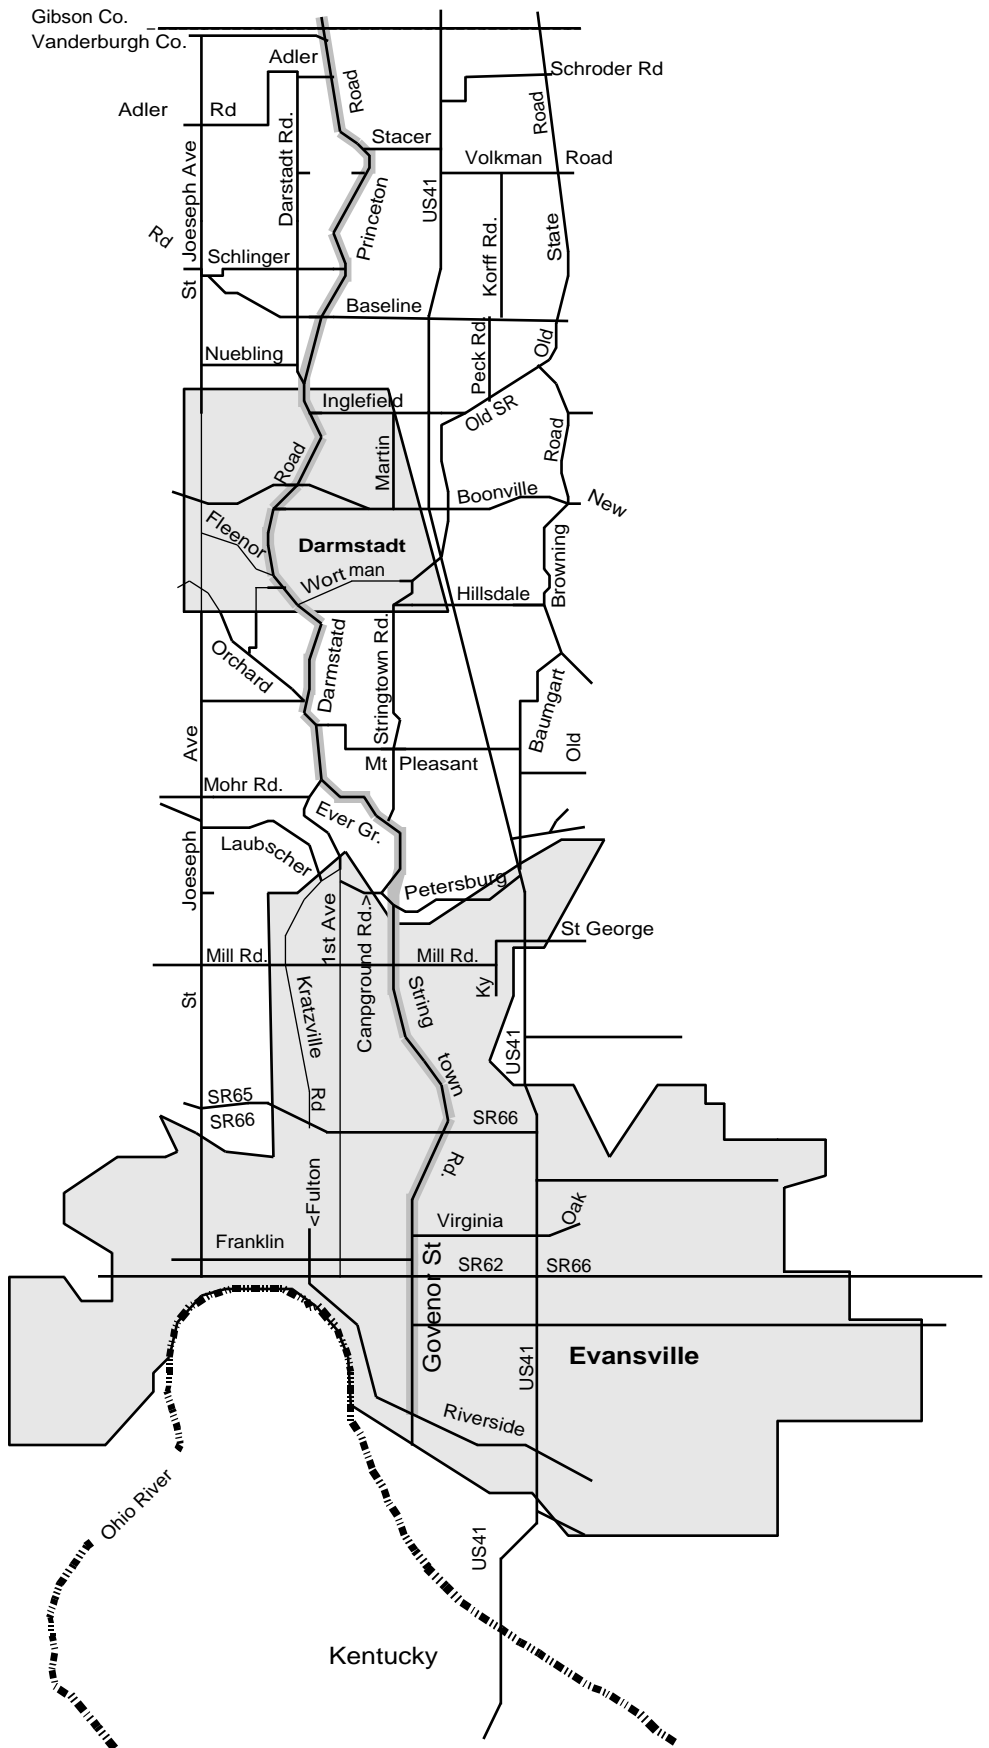 Gibson Co.
Vanderburgh Co.
Adler
Road
Schroder Rd
Adler Rd
Darstadt Rd.
Stacer
Road
Volkman Road
St Joeseph Ave
Rd
Princeton
US41
Korff Rd.
State
Schlinger
Baseline
Nuebling
Peck Rd.
Old
Inglefield
Old SR
Road
Martin
Road
Boonville
New
Fleenor
Darmstadt
Wort man
Browning
Hillsdale
Orchard
Darmstatd
Stringtown Rd.
Baumgart
Old
Ave
Mt Pleasant
Mohr Rd.
Ever Gr.
Laubscher
Joeseph
Petersburg
1st Ave
Canpground Rd.>
St George
Mill Rd.
Mill Rd.
Ky
St
Kratzville
String
town
US41
Rd
SR65
SR66
SR66
Rd.
<Fulton
Virginia
Oak
Franklin
Govenor St
SR62
SR66
US41
Evansville
Riverside
Ohio River
US41
Kentucky